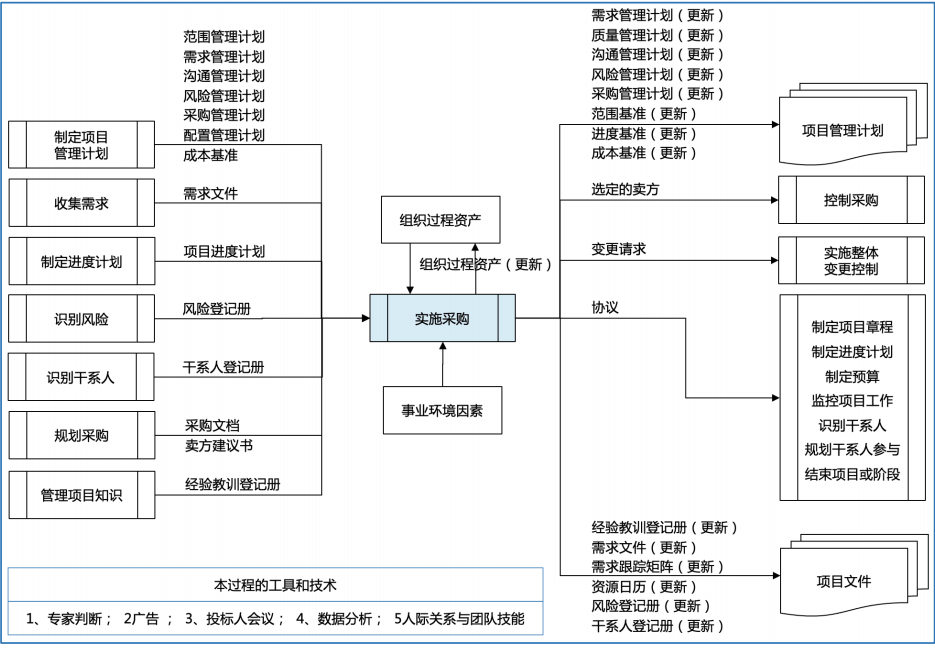 范围管理计划
需求管理计划
沟通管理计划
风险管理计划
采购管理计划
配置管理计划
成本基准
制定项目
管理计划
需求文件
收集需求
项目进度计划
制定进度计划
风险登记册
识别风险
干系人登记册
识别干系人
采购文档
卖方建议书
规划采购
经验教训登记册
管理项目知识
组织过程资产
组织过程资产（更新）
实施采购
事业环境因素
需求管理计划（更新）
质量管理计划（更新）
沟通管理计划（更新）
风险管理计划（更新）
采购管理计划（更新）
范围基准（更新）
进度基准（更新）
成本基准（更新）
项目管理计划
选定的卖方
控制采购
变更请求
实施整体
变更控制
协议
制定项目章程
制定进度计划
制定预算
监控项目工作
识别干系人
规划干系人参与
结束项目或阶段
经验教训登记册（更新）
需求文件（更新）
需求跟踪矩阵（更新）
资源日历（更新）
风险登记册（更新）
干系人登记册（更新）
项目文件
本过程的工具和技术
1、专家判断； 2广告 ； 3、投标人会议； 4、数据分析； 5人际关系与团队技能